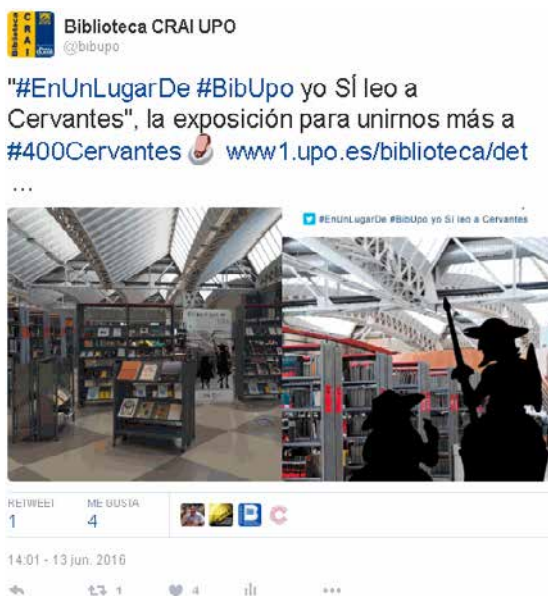 Biblioteca CRAI UPO
@bibupo
"#EnUnLugarDe #BibUpo yo SÍ leo a
Cervantes", la exposición para unirnos más a
#400Cervantes www1.upo.es/biblioteca/det
...
#EnUnLugarDe #BibUpo yo Sí leo a Cervantes
RETWEET ME GUSTA
1 4
14:01 - 13 jun. 2016
1 4